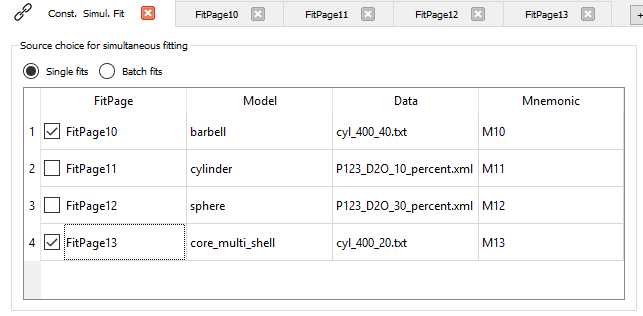 Const. Simul. Fit FitPage10 FitPage11 FitPage12 FitPage13 +
Source choice for simultaneous fitting
Single fits Batch fits
FitPage Model Data Mnemonic
1 FitPage10 barbell cyl_400_40.txt M10
2 FitPage11 cylinder P123_D2O_10_percent.xml M11
3 FitPage12 sphere P123_D2O_30_percent.xml M12
4 FitPage13 core_multi_shell cyl_400_20.txt M13